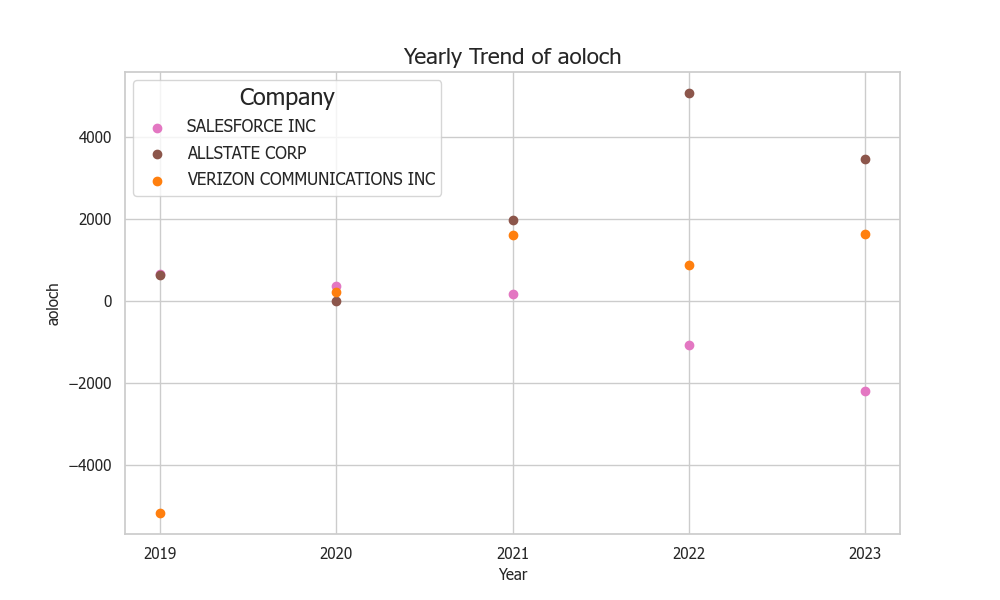 Yearly Trend of aoloch
Company
SALESFORCE INC
ALLSTATE CORP
VERIZON COMMUNICATIONS INC
aoloch
4000
2000
0
−2000
−4000
2019 2020 2021 2022 2023
Year